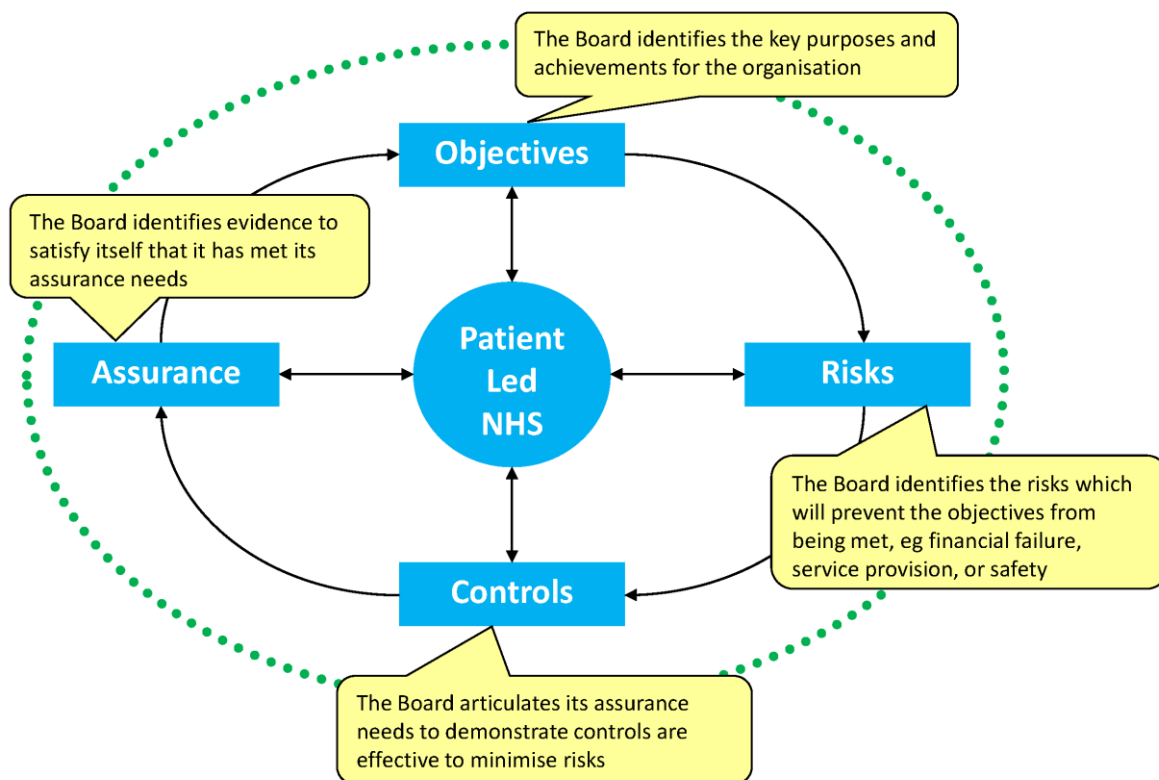 The Board identifies the key purposes and
achievements for the organisation
Objectives
The Board identifies evidence to
satisfy itself that it has met its
assurance needs
Patient
Led
NHS
Assurance
Risks
The Board identifies the risks which
will prevent the objectives from
being met, eg financial failure,
service provision, or safety
Controls
The Board articulates its assurance
needs to demonstrate controls are
effective to minimise risks